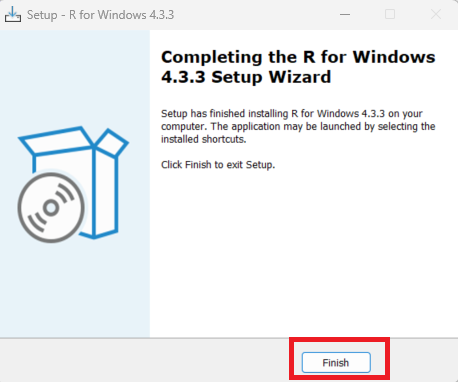 Setup - R for Windows 4.3.3
Completing the R for Windows
4.3.3 Setup Wizard
Setup has finished installing R for Windows 4.3.3 on your
computer. The application may be launched by selecting the
installed shortcuts.
Click Finish to exit Setup.
Finish